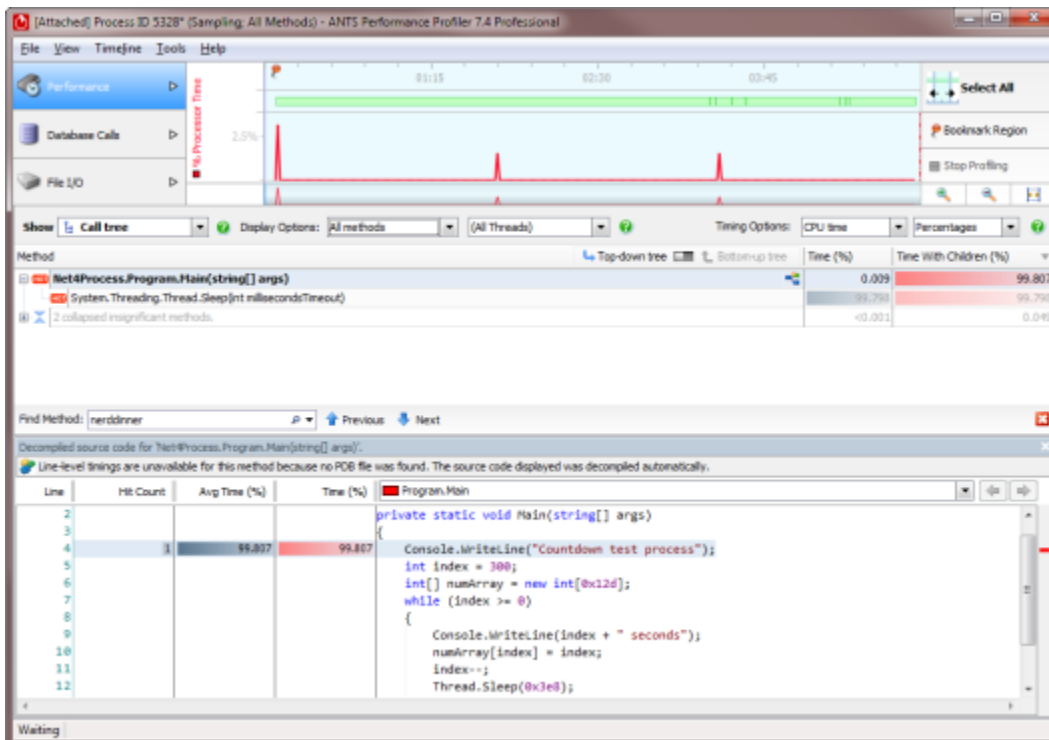 [Attached] Process ID 5328* (Sampling: All Methods) - ANTS Performance Profiler 7.4 Professional
File View Timeline Tools Help
Performance
Database Calls
File I/O
% Processor Time
2.5%
01:15 02:30 03:45
Select All
Bookmark Region
Stop Profiling
Show Call tree Display Options: All methods (All Threads) Timing Options: CPU time Percentages
Method Top-down tree Bottom-up tree Time (%) Time With Children (%)
Net4Process.Program.Main(string[] args) 0.009 99.807
System.Threading.Thread.Sleep(int millisecondsTimeout) 99.798 99.798
2 collapsed insignificant methods. <0.001 0.049
Find Method: nerddinner Previous Next
Decompiled source code for 'Net4Process.Program.Main(string[] args)'.
Line-level timings are unavailable for this method because no PDB file was found. The source code displayed was decompiled automatically.
Line Hit Count Avg Time (%) Time (%) Program.Main
2 private static void Main(string[] args)
3 {
4 1 99.807 99.807 Console.WriteLine("Countdown test process");
5 int index = 300;
6 int[] numArray = new int[0x12d];
7 while (index >= 0)
8 {
9 Console.WriteLine(index + " seconds");
10 numArray[index] = index;
11 index--;
12 Thread.Sleep(0x3e8);
Waiting